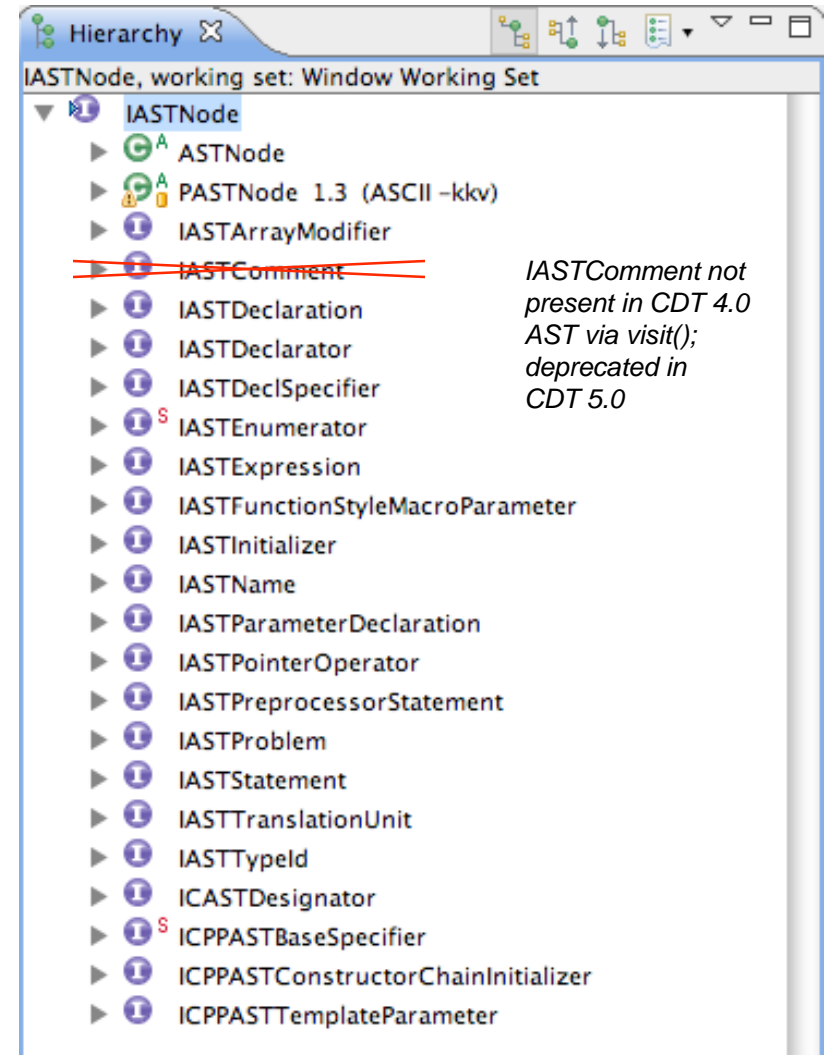 Hierarchy
IASTNode, working set: Window Working Set
IASTNode
ASTNode
PASTNode 1.3 (ASCII -kkv)
IASTArrayModifier
IASTComment
IASTComment not
present in CDT 4.0
AST via visit();
deprecated in
CDT 5.0
IASTDeclaration
IASTDeclarator
IASTDeclSpecifier
IASTEnumerator
IASTExpression
IASTFunctionStyleMacroParameter
IASTInitializer
IASTName
IASTParameterDeclaration
IASTPointerOperator
IASTPreprocessorStatement
IASTProblem
IASTStatement
IASTTranslationUnit
IASTTypeId
ICASTDesignator
ICPPASTBaseSpecifier
ICPPASTConstructorChainInitializer
ICPPASTTemplateParameter